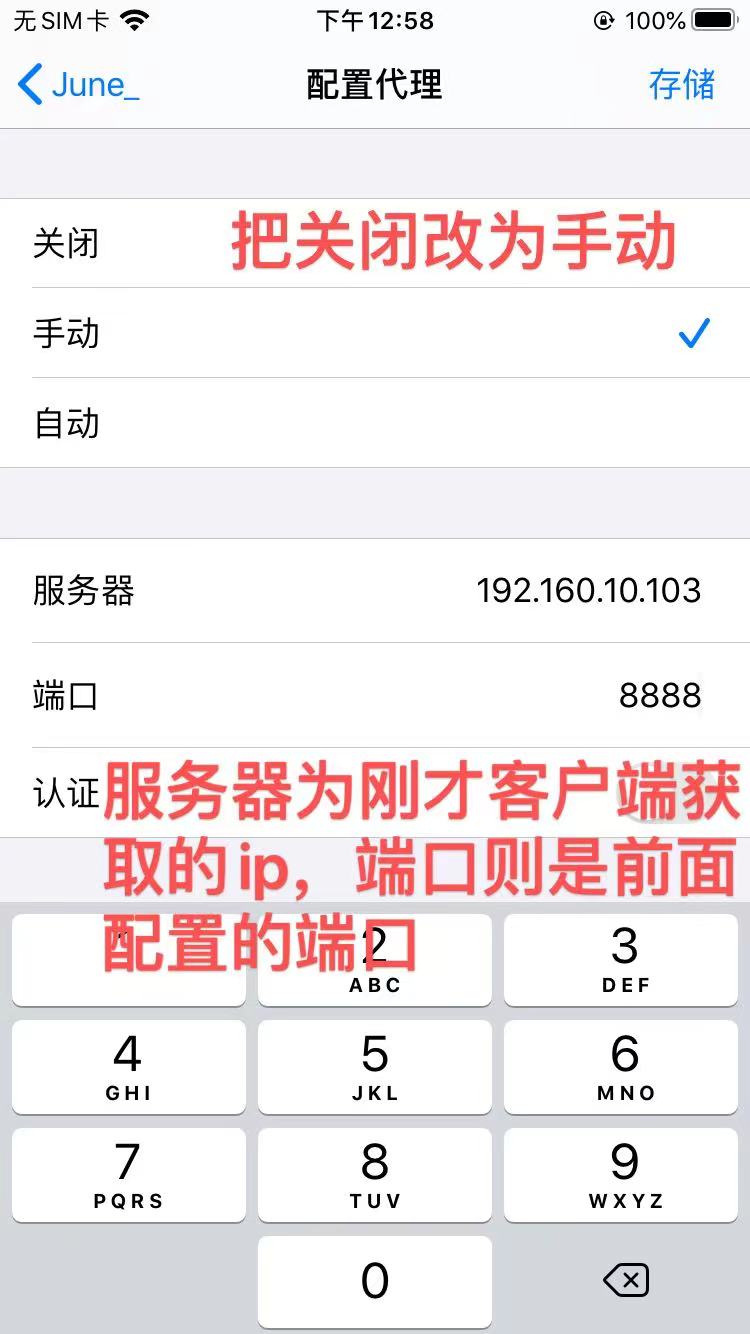 无SIM卡 下午12:58 100%
June_ 配置代理 存储
关闭 把关闭改为手动
手动
自动
服务器 192.160.10.103
端口 8888
认证
服务器为刚才客户端获
取的ip，端口则是前面
配置的端口
2 3
ABC DEF
4 5 6
GHI JKL MNO
7 8 9
PQRS TUV WXYZ
0